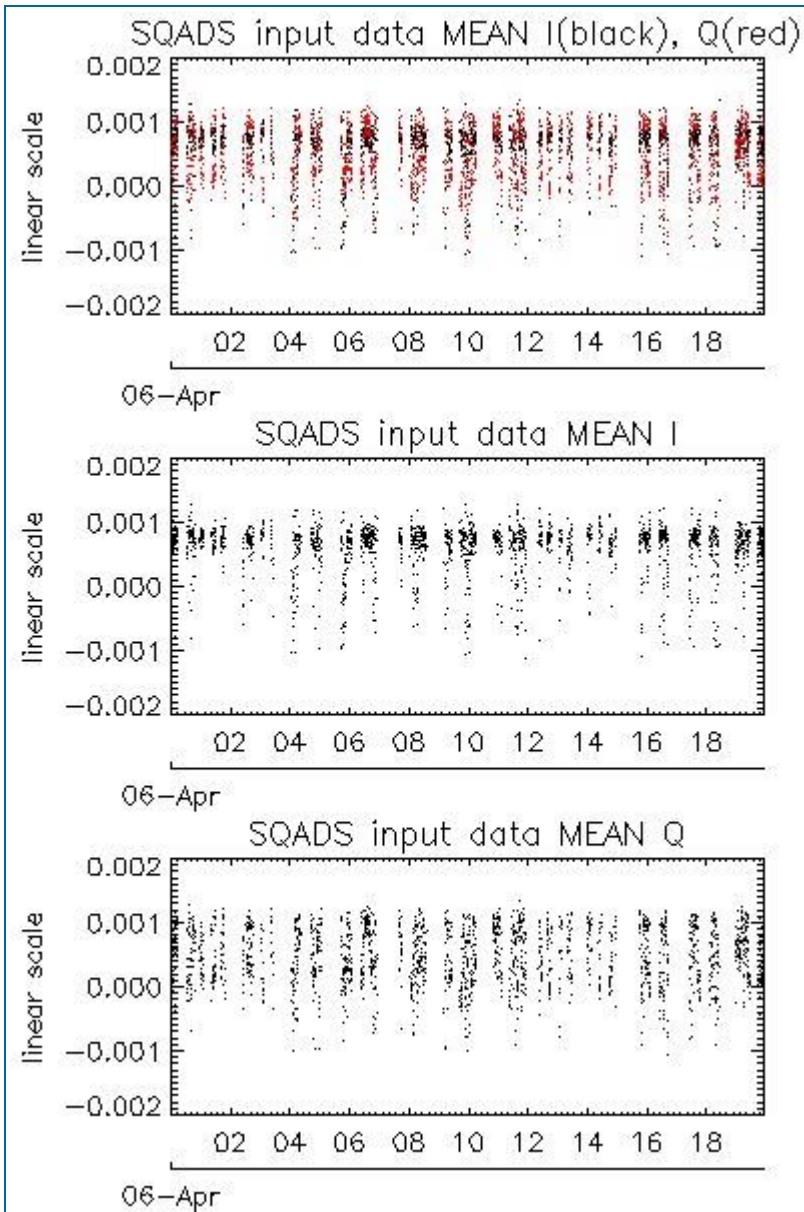 SQADS input data MEAN I(black), Q(red)
0.002
0.001
0.000
-0.001
-0.002
linear scale
02 04 06 08 10 12 14 16 18
06-Apr
SQADS input data MEAN I
0.002
0.001
0.000
-0.001
-0.002
linear scale
02 04 06 08 10 12 14 16 18
06-Apr
SQADS input data MEAN Q
0.002
0.001
0.000
-0.001
-0.002
linear scale
02 04 06 08 10 12 14 16 18
06-Apr